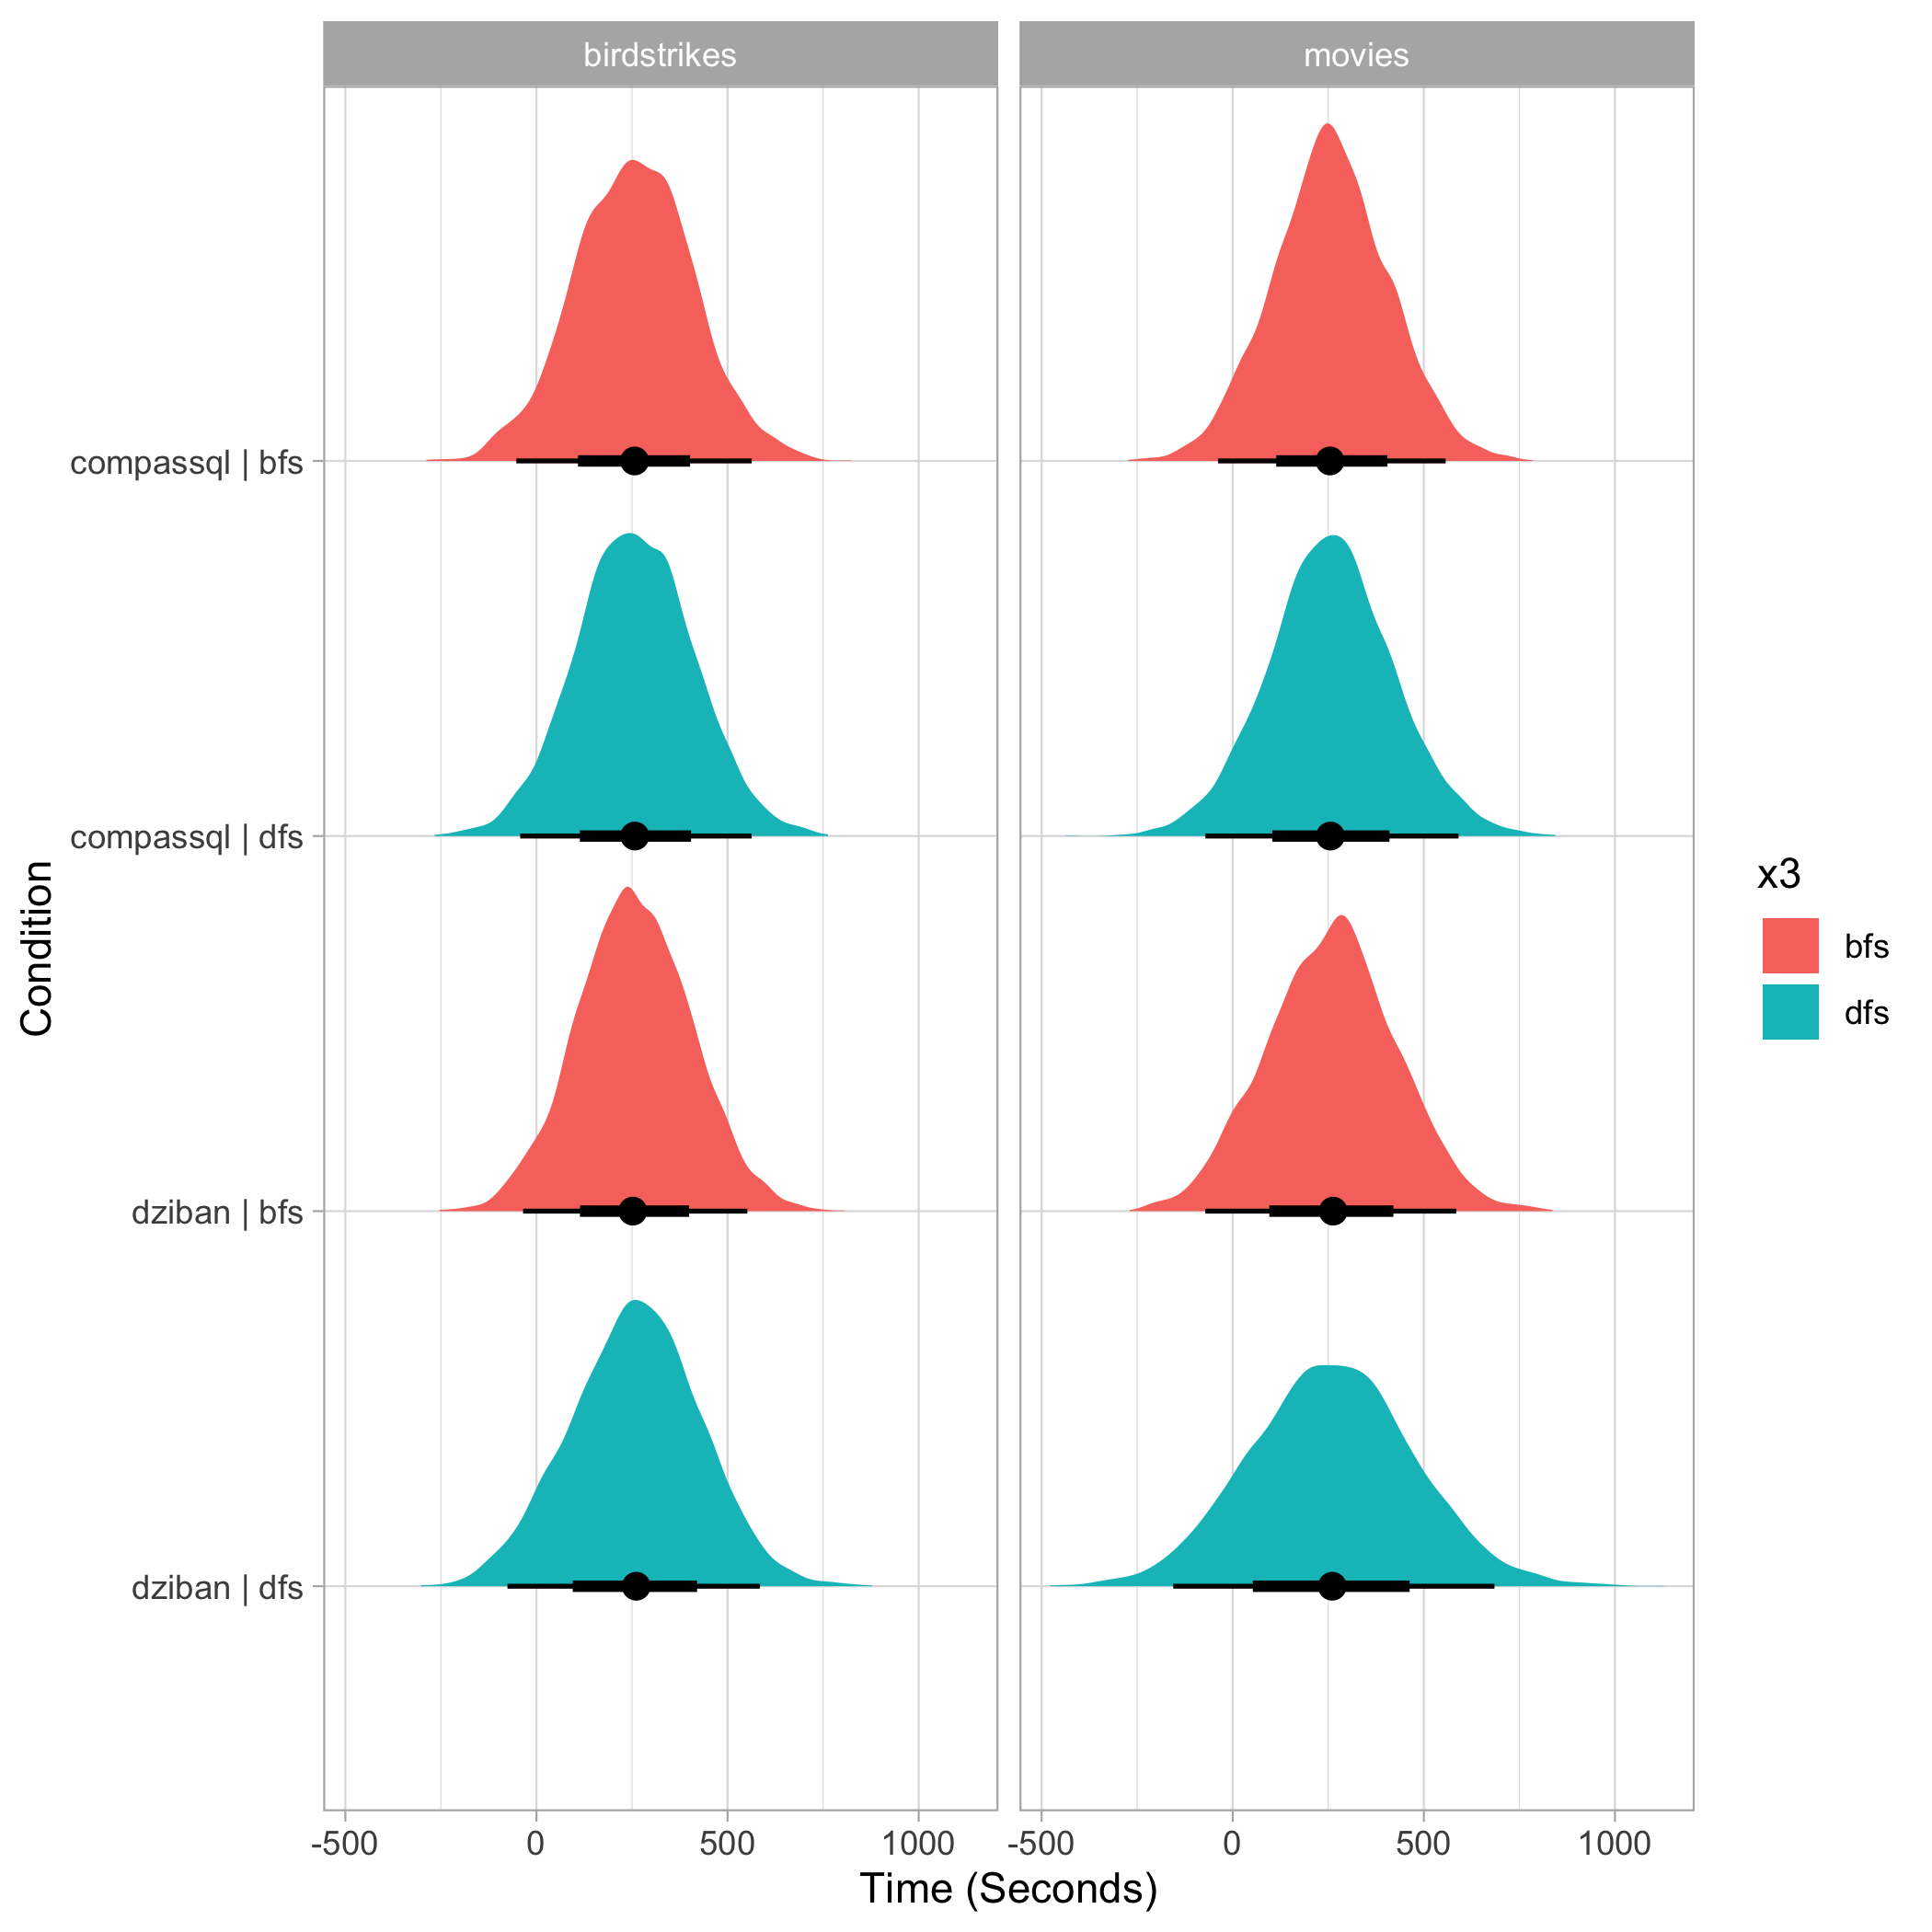 birdstrikes
movies
compassql | bfs
compassql | dfs
dziban | bfs
dziban | dfs
Condition
-500 0 500 1000
-500 0 500 1000
Time (Seconds)
x3
bfs
dfs